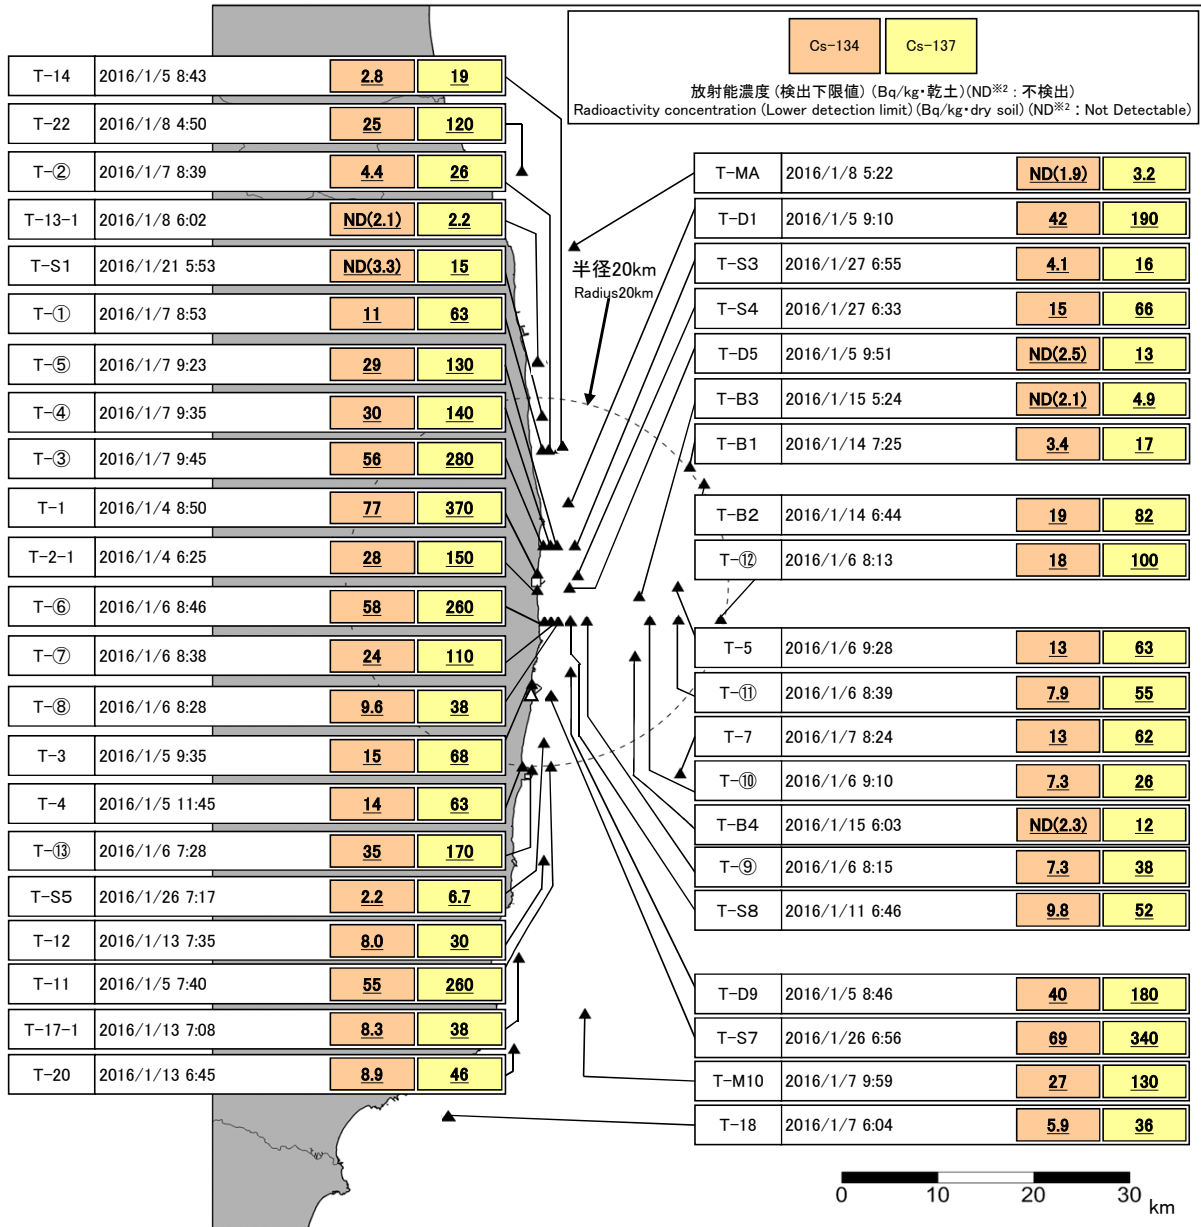 Cs-134 Cs-137
放射能濃度 (検出下限値) (Bq/kg・乾土)(ND※2 : 不検出)
Radioactivity concentration (Lower detection limit) (Bq/kg・dry soil) (ND※2 : Not Detectable)
T-14 2016/1/5 8:43 2.8 19
T-22 2016/1/8 4:50 25 120
T-② 2016/1/7 8:39 4.4 26
T-13-1 2016/1/8 6:02 ND(2.1) 2.2
T-S1 2016/1/21 5:53 ND(3.3) 15
T-① 2016/1/7 8:53 11 63
T-⑤ 2016/1/7 9:23 29 130
T-④ 2016/1/7 9:35 30 140
T-③ 2016/1/7 9:45 56 280
T-1 2016/1/4 8:50 77 370
T-2-1 2016/1/4 6:25 28 150
T-⑥ 2016/1/6 8:46 58 260
T-⑦ 2016/1/6 8:38 24 110
T-⑧ 2016/1/6 8:28 9.6 38
T-3 2016/1/5 9:35 15 68
T-4 2016/1/5 11:45 14 63
T-⑬ 2016/1/6 7:28 35 170
T-S5 2016/1/26 7:17 2.2 6.7
T-12 2016/1/13 7:35 8.0 30
T-11 2016/1/5 7:40 55 260
T-17-1 2016/1/13 7:08 8.3 38
T-20 2016/1/13 6:45 8.9 46
半径20km
Radius20km
T-MA 2016/1/8 5:22 ND(1.9) 3.2
T-D1 2016/1/5 9:10 42 190
T-S3 2016/1/27 6:55 4.1 16
T-S4 2016/1/27 6:33 15 66
T-D5 2016/1/5 9:51 ND(2.5) 13
T-B3 2016/1/15 5:24 ND(2.1) 4.9
T-B1 2016/1/14 7:25 3.4 17
T-B2 2016/1/14 6:44 19 82
T-⑫ 2016/1/6 8:13 18 100
T-5 2016/1/6 9:28 13 63
T-⑪ 2016/1/6 8:39 7.9 55
T-7 2016/1/7 8:24 13 62
T-⑩ 2016/1/6 9:10 7.3 26
T-B4 2016/1/15 6:03 ND(2.3) 12
T-⑨ 2016/1/6 8:15 7.3 38
T-S8 2016/1/11 6:46 9.8 52
T-D9 2016/1/5 8:46 40 180
T-S7 2016/1/26 6:56 69 340
T-M10 2016/1/7 9:59 27 130
T-18 2016/1/7 6:04 5.9 36
0 10 20 30 km